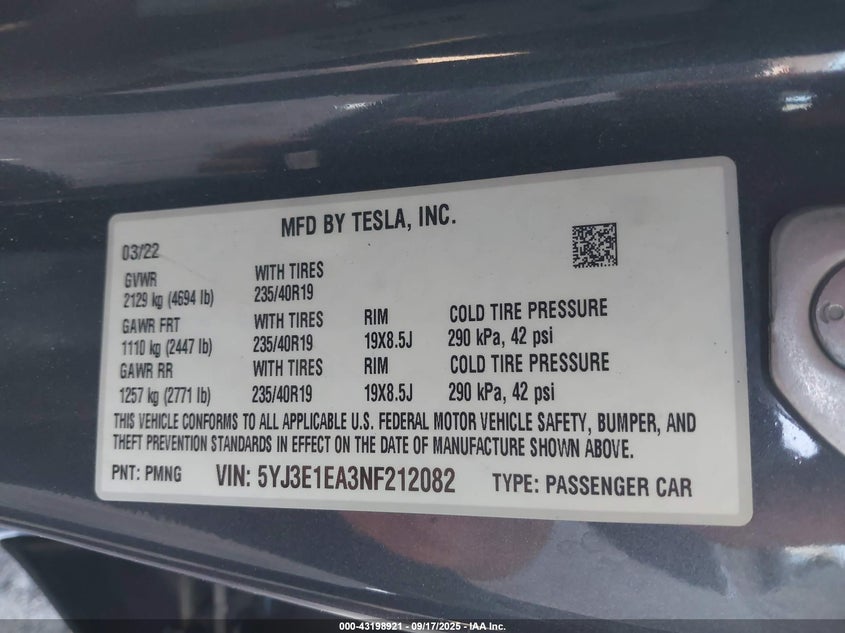 MFD BY TESLA, INC.
03/22
GVWR WITH TIRES
2129 kg (4694 lb) 235/40R19
GAWR FRT WITH TIRES RIM COLD TIRE PRESSURE
1110 kg (2447 lb) 235/40R19 19X8.5J 290 kPa, 42 psi
GAWR RR WITH TIRES RIM COLD TIRE PRESSURE
1257 kg (2771 lb) 235/40R19 19X8.5J 290 kPa, 42 psi
THIS VEHICLE CONFORMS TO ALL APPLICABLE U.S. FEDERAL MOTOR VEHICLE SAFETY, BUMPER, AND
THEFT PREVENTION STANDARDS IN EFFECT ON THE DATE OF MANUFACTURE SHOWN ABOVE.
PNT: PMNG VIN: 5YJ3E1EA3NF212082 TYPE: PASSENGER CAR
000-43198921 - 09/17/2025 - IAA Inc.